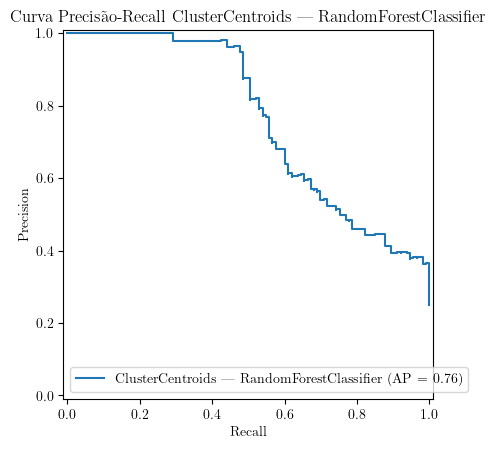 Curva Precisão-Recall ClusterCentroids — RandomForestClassifier
1.0
0.8
0.6
0.4
0.2
0.0
Precision
ClusterCentroids — RandomForestClassifier (AP = 0.76)
0.0 0.2 0.4 0.6 0.8 1.0
Recall